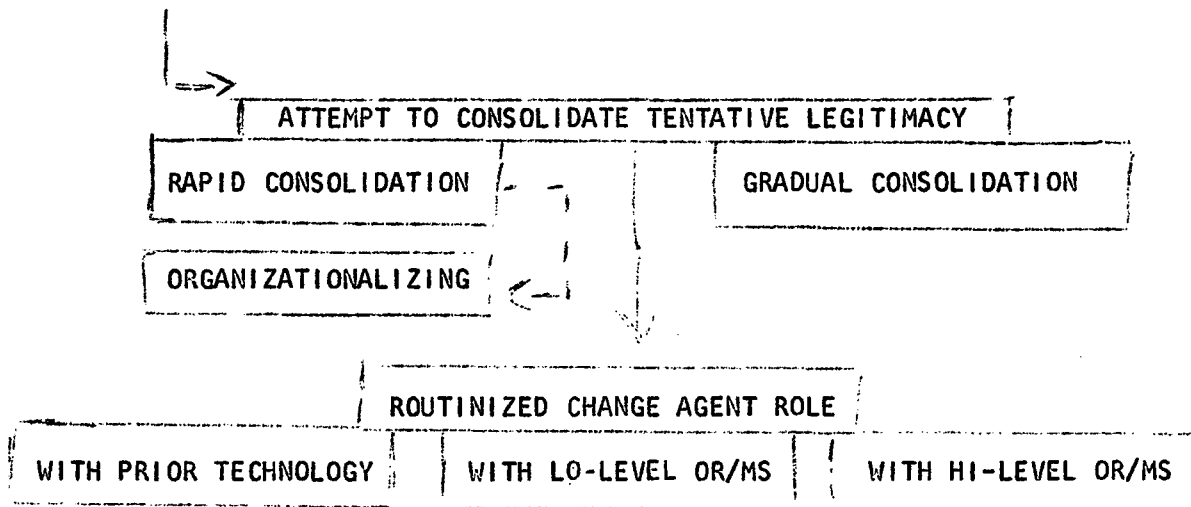 ATTEMPT TO CONSOLIDATE TENTATIVE LEGITIMACY
RAPID CONSOLIDATION
GRADUAL CONSOLIDATION
ORGANIZATIONALIZING
ROUTINIZED CHANGE AGENT ROLE
WITH PRIOR TECHNOLOGY
WITH LO-LEVEL OR/MS
WITH HI-LEVEL OR/MS